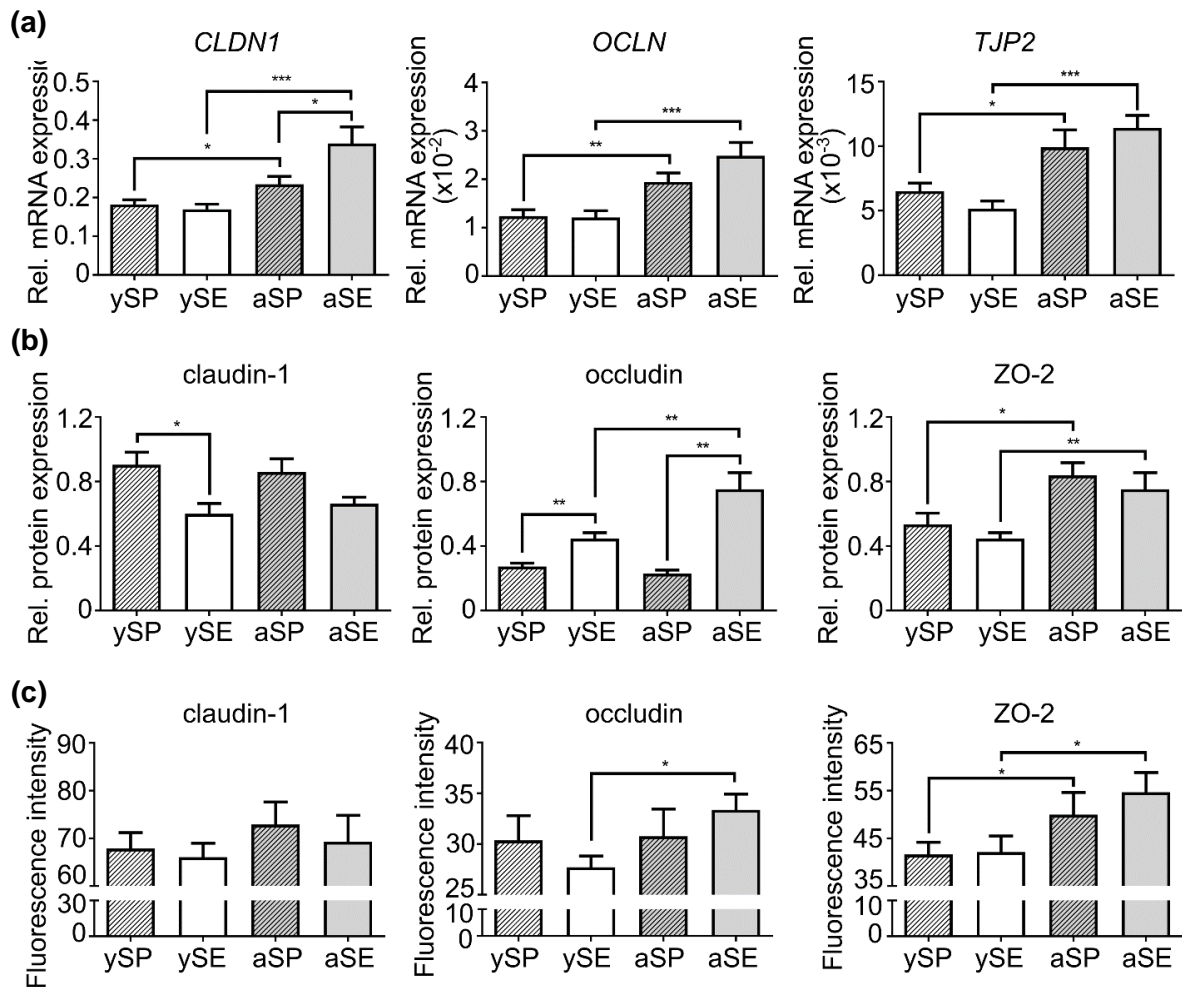 (a)
CLDN1
OCLN
TJP2
Rel. mRNA expression
0.5
0.4
0.3
0.2
0.1
0
***
*
*
ySP ySE aSP aSE
Rel. mRNA expression
(x10-2)
4
3
2
1
0
***
**
ySP ySE aSP aSE
Rel. mRNA expression
(x10-3)
15
10
5
0
***
*
ySP ySE aSP aSE
(b)
claudin-1
occludin
ZO-2
Rel. protein expression
1.2
0.8
0.4
0
*
ySP ySE aSP aSE
Rel. protein expression
1.2
0.8
0.4
0
**
**
**
ySP ySE aSP aSE
Rel. protein expression
1.2
0.8
0.4
0
*
**
ySP ySE aSP aSE
(c)
claudin-1
occludin
ZO-2
Fluorescence intensity
90
80
70
60
30
0
ySP ySE aSP aSE
Fluorescence intensity
40
35
30
25
10
0
*
ySP ySE aSP aSE
Fluorescence intensity
65
55
45
35
10
0
*
*
ySP ySE aSP aSE